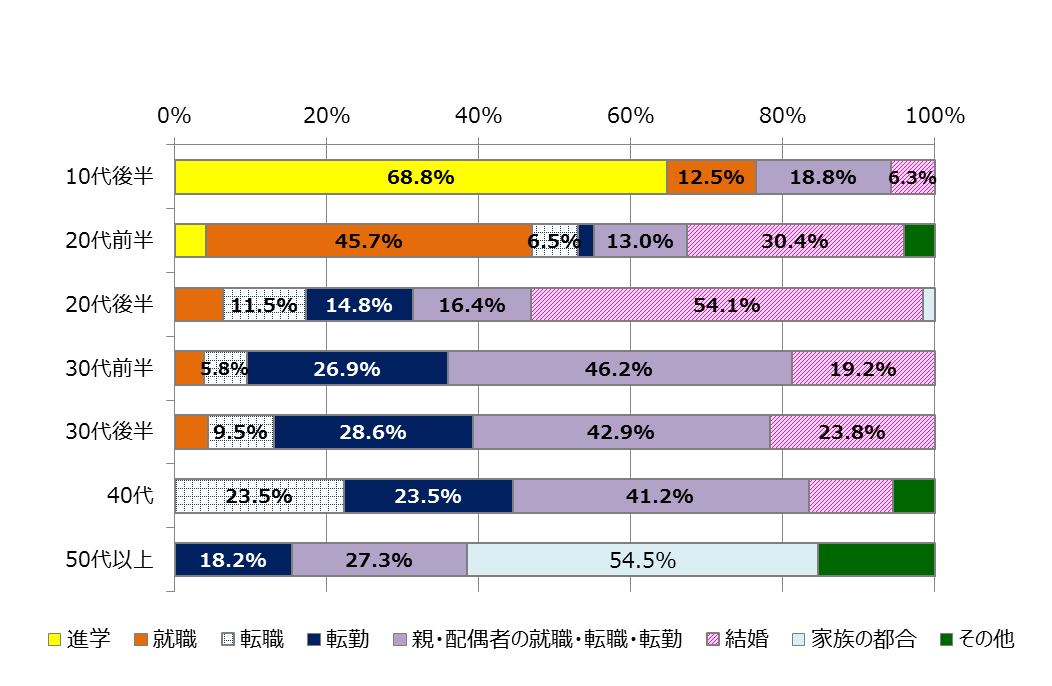 0% 20% 40% 60% 80% 100%
10代後半 68.8% 12.5% 18.8% 6.3%
20代前半 45.7% 6.5% 13.0% 30.4%
20代後半 11.5% 14.8% 16.4% 54.1%
30代前半 5.8% 26.9% 46.2% 19.2%
30代後半 9.5% 28.6% 42.9% 23.8%
40代 23.5% 23.5% 41.2%
50代以上 18.2% 27.3% 54.5%
進学 就職 転職 転勤 親・配偶者の就職・転職・転勤 結婚 家族の都合 その他